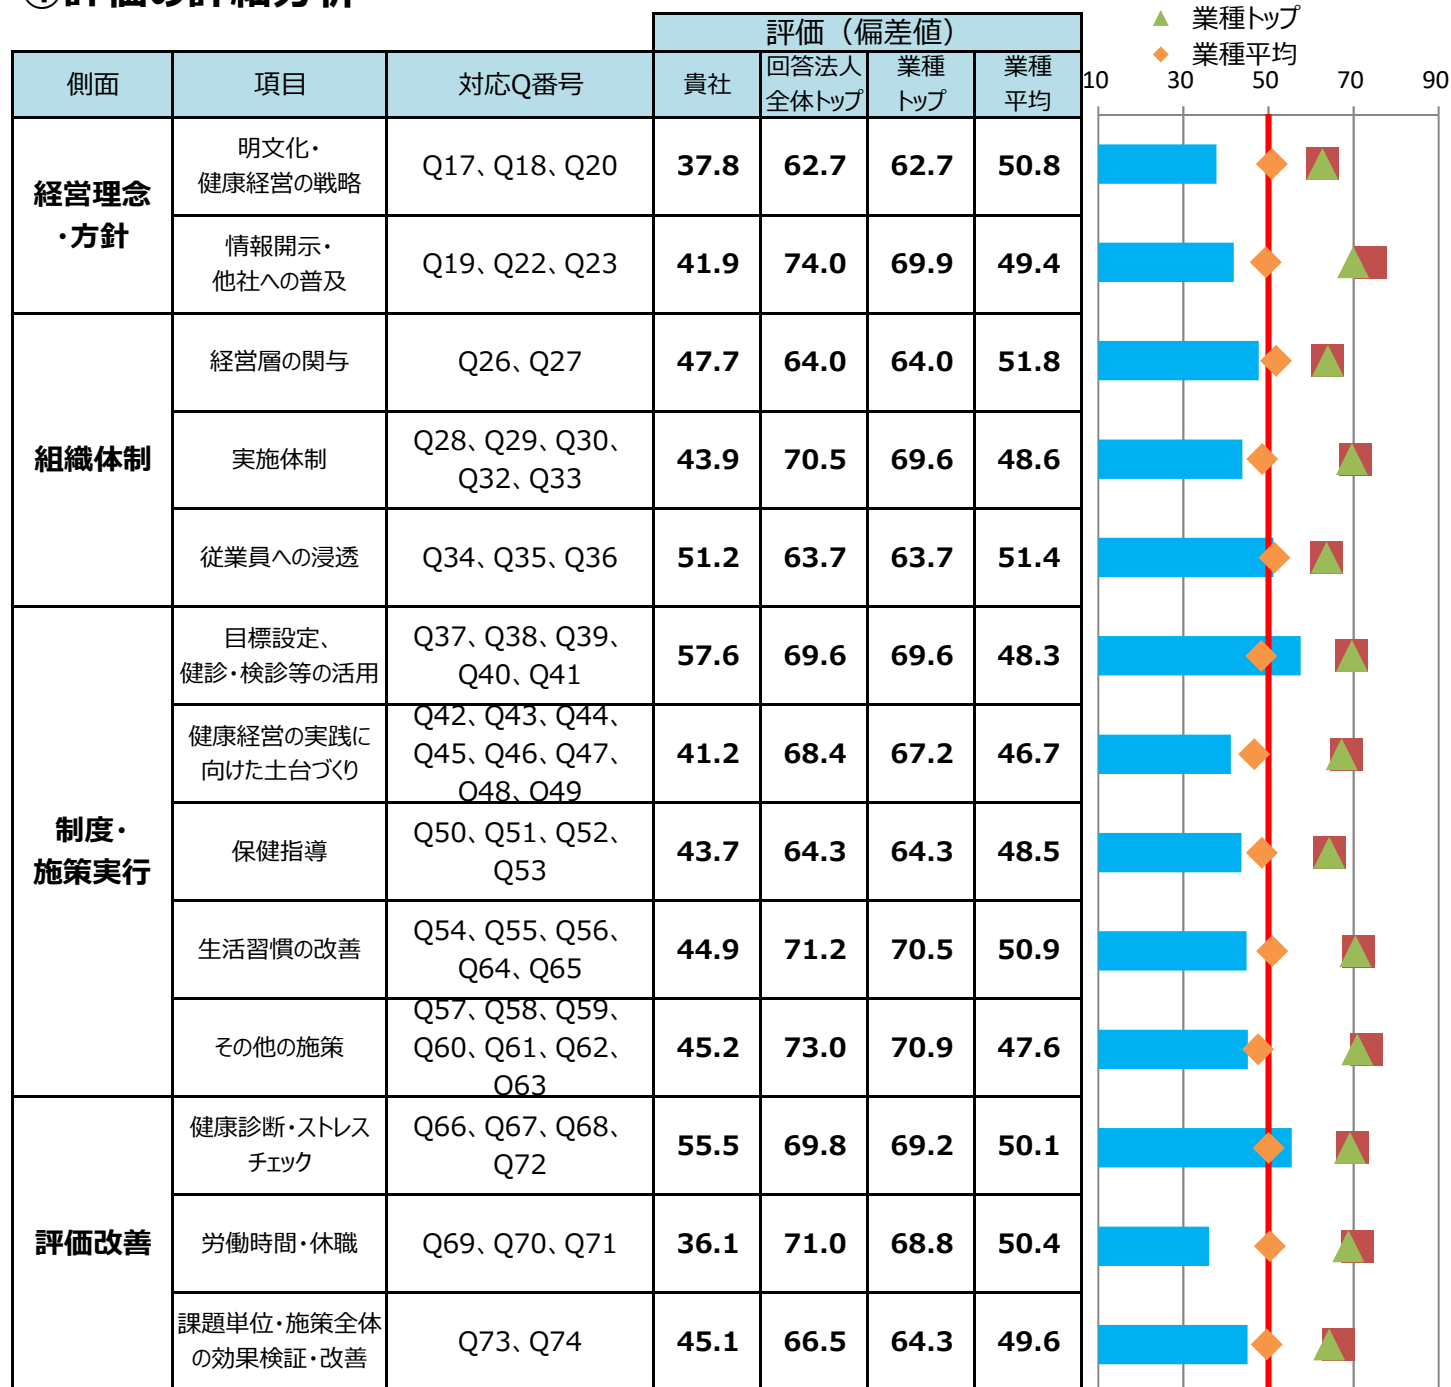 ④評価の詳細分析
▲ 業種トップ
◆ 業種平均
評価（偏差値）
側面 項目 対応Q番号 貴社 回答法人 業種 業種
全体トップ トップ 平均
10 30 50 70 90
経営理念
・方針
明文化・
健康経営の戦略
Q17、Q18、Q20 37.8 62.7 62.7 50.8
情報開示・
他社への普及
Q19、Q22、Q23 41.9 74.0 69.9 49.4
組織体制
経営層の関与 Q26、Q27 47.7 64.0 64.0 51.8
実施体制
Q28、Q29、Q30、
Q32、Q33
43.9 70.5 69.6 48.6
従業員への浸透 Q34、Q35、Q36 51.2 63.7 63.7 51.4
制度・
施策実行
目標設定、
健診・検診等の活用
Q37、Q38、Q39、
Q40、Q41
57.6 69.6 69.6 48.3
健康経営の実践に
向けた土台づくり
Q42、Q43、Q44、
Q45、Q46、Q47、
Q48、Q49
41.2 68.4 67.2 46.7
保健指導
Q50、Q51、Q52、
Q53
43.7 64.3 64.3 48.5
生活習慣の改善
Q54、Q55、Q56、
Q64、Q65
44.9 71.2 70.5 50.9
その他の施策
Q57、Q58、Q59、
Q60、Q61、Q62、
Q63
45.2 73.0 70.9 47.6
評価改善
健康診断・ストレス
チェック
Q66、Q67、Q68、
Q72
55.5 69.8 69.2 50.1
労働時間・休職 Q69、Q70、Q71 36.1 71.0 68.8 50.4
課題単位・施策全体
の効果検証・改善
Q73、Q74 45.1 66.5 64.3 49.6